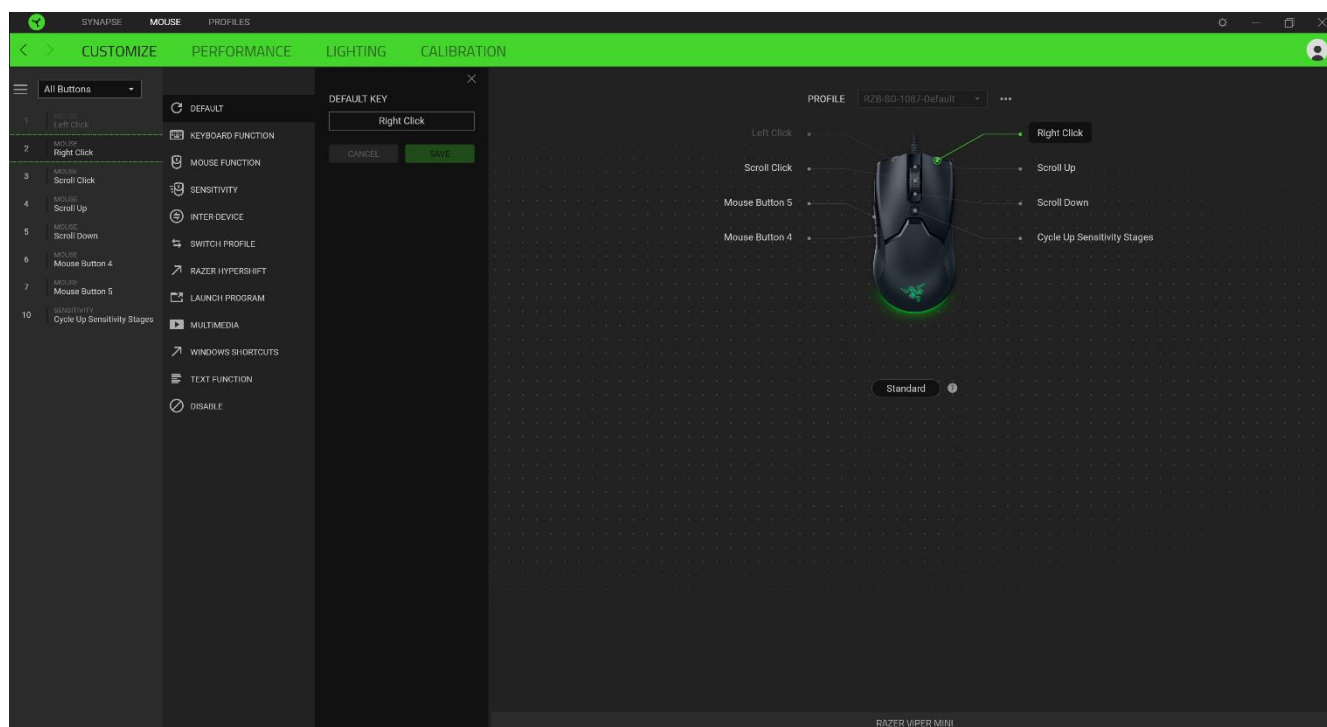 SYNAPSE MOUSE PROFILES
CUSTOMIZE PERFORMANCE LIGHTING CALIBRATION
All Buttons
1 MOUSE
Left Click
2 MOUSE
Right Click
3 MOUSE
Scroll Click
4 MOUSE
Scroll Up
5 MOUSE
Scroll Down
6 MOUSE
Mouse Button 4
7 MOUSE
Mouse Button 5
10 SENSITIVITY
Cycle Up Sensitivity Stages
DEFAULT
KEYBOARD FUNCTION
MOUSE FUNCTION
SENSITIVITY
INTER-DEVICE
SWITCH PROFILE
RAZER HYPERSHIFT
LAUNCH PROGRAM
MULTIMEDIA
WINDOWS SHORTCUTS
TEXT FUNCTION
DISABLE
DEFAULT KEY
Right Click
CANCEL SAVE
PROFILE RZB-SG-1087-Default
Left Click
Scroll Click
Mouse Button 5
Mouse Button 4
Right Click
Scroll Up
Scroll Down
Cycle Up Sensitivity Stages
Standard ?
RAZER VIPER MINI